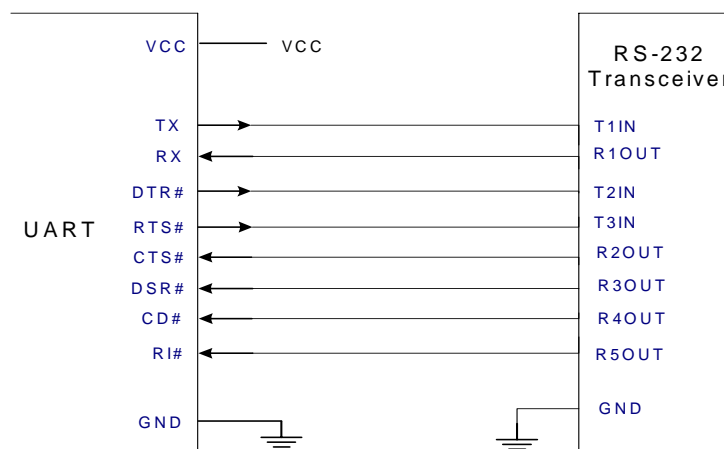 VCC
VCC
RS-232
Transceiver
TX
T1IN
RX
R1OUT
DTR#
T2IN
UART
RTS#
T3IN
CTS#
R2OUT
DSR#
R3OUT
CD#
R4OUT
RI#
R5OUT
GND
GND